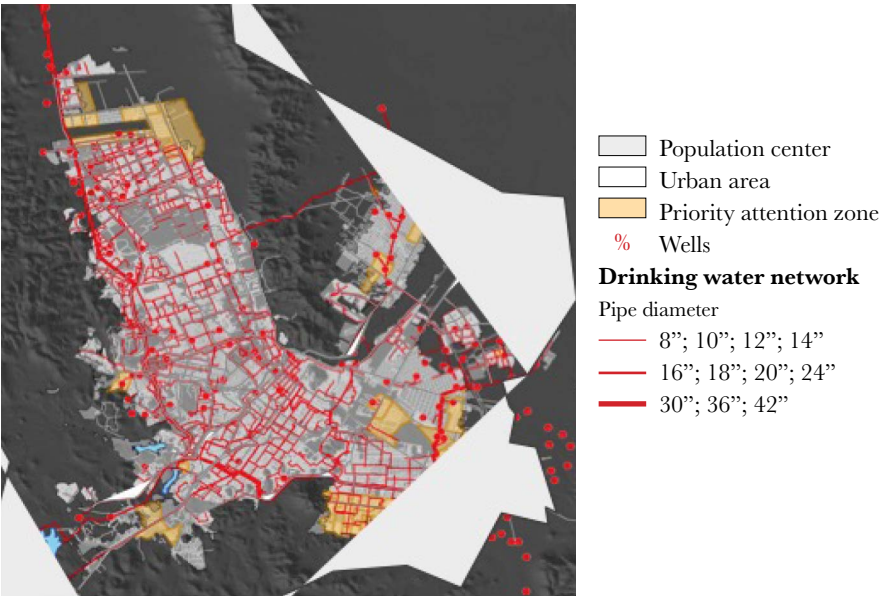 Population center
Urban area
Priority attention zone
% Wells
Drinking water network
Pipe diameter
8”; 10”; 12”; 14”
16”; 18”; 20”; 24”
30”; 36”; 42”